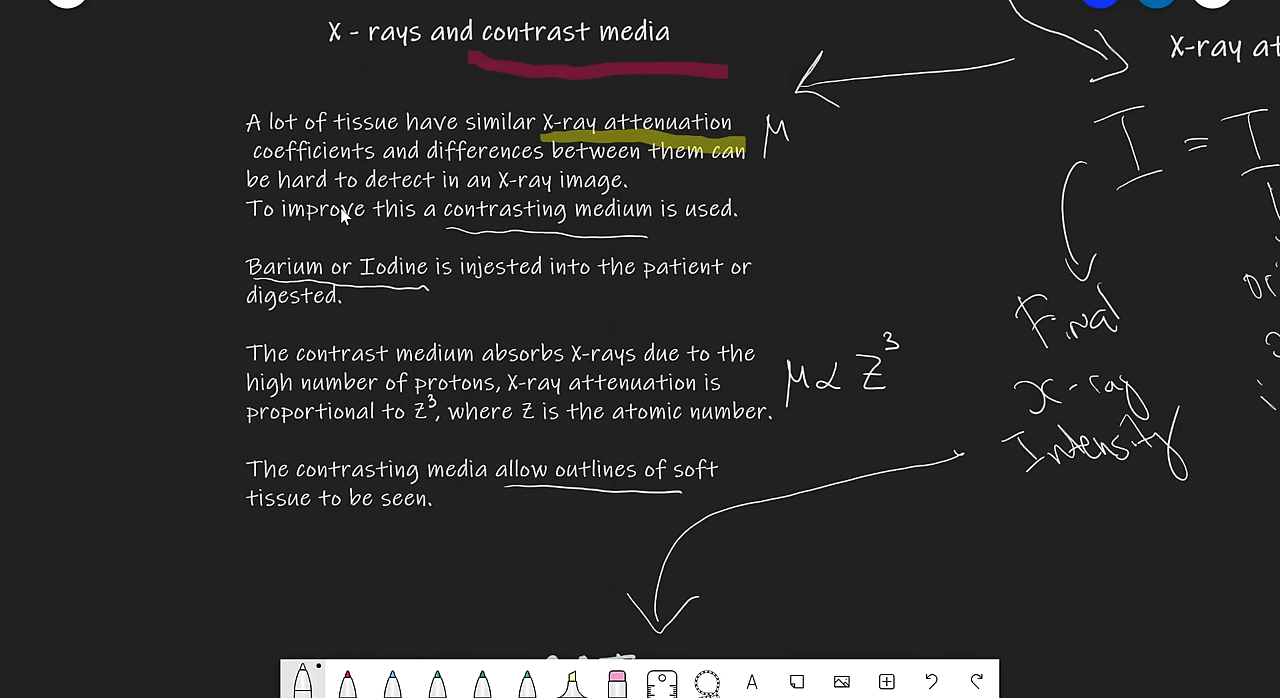 X - rays and contrast media
A lot of tissue have similar X-ray attenuation
coefficients and differences between them can
be hard to detect in an X-ray image.
To improve this a contrasting medium is used.
μ
Barium or Iodine is injested into the patient or
digested.
The contrast medium absorbs X-rays due to the
high number of protons, X-ray attenuation is
proportional to Z³, where Z is the atomic number.
μ ∝ Z³
The contrasting media allow outlines of soft
tissue to be seen.
X-ray at
I = I
Final
x-ray
Intensity
A